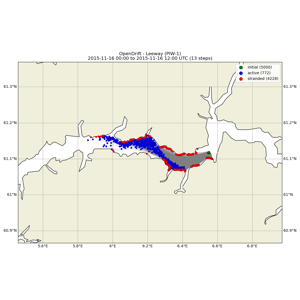 OpenDrift - Leeway (PIW-1)
2015-11-16 00:00 to 2015-11-16 12:00 UTC (13 steps)
initial (5000)
active (772)
stranded (4228)
61.3°N
61.2°N
61.1°N
61°N
60.9°N
5.6°E
5.8°E
6°E
6.2°E
6.4°E
6.6°E
6.8°E